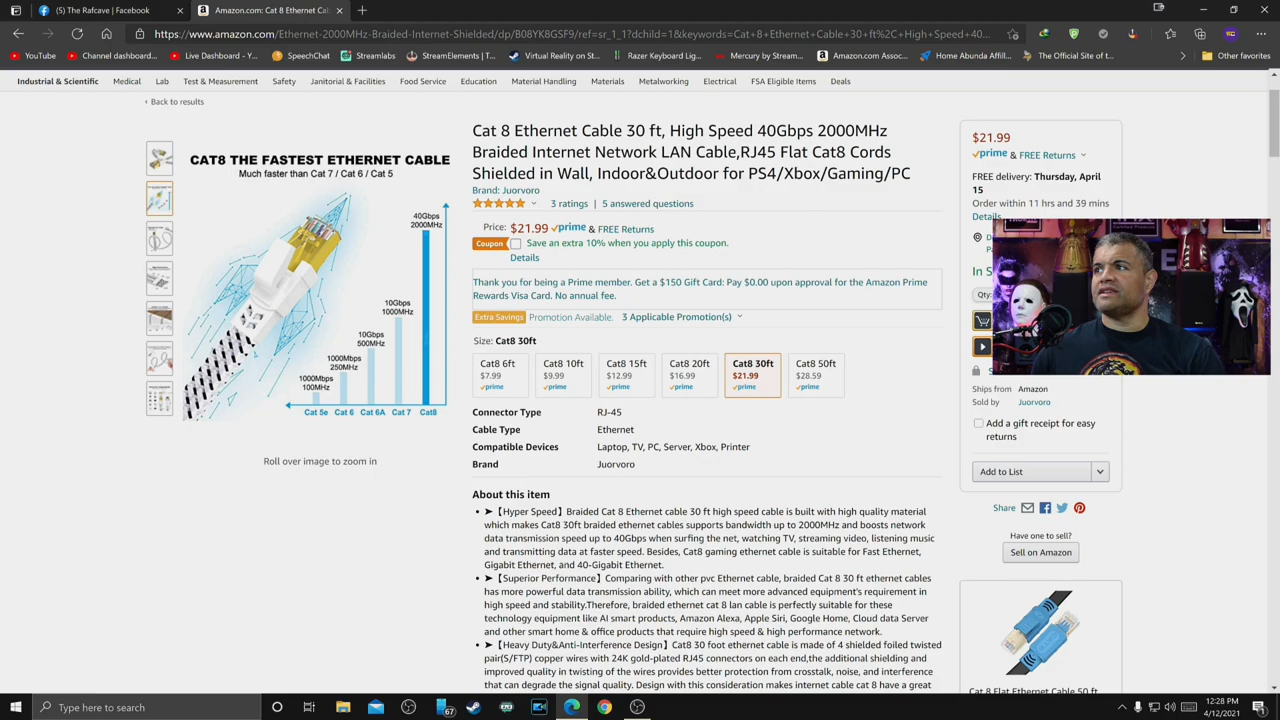 (5) The Rafcave | Facebook
Amazon.com: Cat 8 Ethernet Cab
https://www.amazon.com/Ethernet-2000MHz-Braided-Internet-Shielded/dp/B08YK8GSF9/ref=sr_1_1?dchild=1&keywords=Cat+8+Ethernet+Cable+30+ft%2C+High+Speed+40...
YouTube
Channel dashboard...
Live Dashboard - Y...
SpeechChat
Streamlabs
StreamElements - D...
Virtual Reality on St...
Razer Keyboard Lig...
Mercury by Stream...
Amazon.com Assoc...
Home Abunda Affill...
The Official Site of t...
Other favorites
Industrial & Scientific
Medical
Lab
Test & Measurement
Safety
Janitorial & Facilities
Food Service
Education
Material Handling
Materials
Metalworking
Electrical
FSA Eligible Items
Deals
‹ Back to results
CAT8 THE FASTEST ETHERNET CABLE
Much faster than Cat 7 / Cat 6 / Cat 5
40Gbps
2000MHz
10Gbps
1000MHz
10Gbps
500MHz
1000Mbps
250MHz
1000Mbps
100MHz
Cat 5e
Cat 6
Cat 6A
Cat 7
Cat8
Roll over image to zoom in
Cat 8 Ethernet Cable 30 ft, High Speed 40Gbps 2000MHz
Braided Internet Network LAN Cable,RJ45 Flat Cat8 Cords
Shielded in Wall, Indoor&Outdoor for PS4/Xbox/Gaming/PC
Brand: Juorvoro
3 ratings | 5 answered questions
Price: $21.99 prime & FREE Returns
Coupon Save an extra 10% when you apply this coupon.
Details
Thank you for being a Prime member. Get a $150 Gift Card: Pay $0.00 upon approval for the Amazon Prime
Rewards Visa Card. No annual fee.
Extra Savings Promotion Available. 3 Applicable Promotion(s)
Size: Cat8 30ft
Cat8 6ft
$7.99
prime
Cat8 10ft
$9.99
prime
Cat8 15ft
$12.99
prime
Cat8 20ft
$16.99
prime
Cat8 30ft
$21.99
prime
Cat8 50ft
$28.59
prime
Connector Type RJ-45
Cable Type Ethernet
Compatible Devices Laptop, TV, PC, Server, Xbox, Printer
Brand Juorvoro
About this item
• ➤【Hyper Speed】Braided Cat 8 Ethernet cable 30 ft high speed cable is built with high quality material
which makes Cat8 30ft braided ethernet cables supports bandwidth up to 2000MHz and boosts network
data transmission speed up to 40Gbps when surfing the net, watching TV, streaming video, listening music
and transmitting data at faster speed. Besides, Cat8 gaming ethernet cable is suitable for Fast Ethernet,
Gigabit Ethernet, and 40-Gigabit Ethernet.
• ➤【Superior Performance】Comparing with other pvc Ethernet cable, braided Cat 8 30 ft ethernet cables
has more powerful data transmission ability, which can meet more advanced equipment's requirement in
high speed and stability.Therefore, braided ethernet cat 8 lan cable is perfectly suitable for these
technology equipment like AI smart products, Amazon Alexa, Apple Siri, Google Home, Cloud data Server
and other smart home & office products that require high speed & high performance network.
• ➤【Heavy Duty&Anti-Interference Design】Cat8 30 foot ethernet cable is made of 4 shielded foiled twisted
pair(S/FTP) copper wires with 24K gold-plated RJ45 connectors on each end,the additional shielding and
improved quality in twisting of the wires provides better protection from crosstalk, noise, and interference
that can degrade the signal quality. Design with this consideration makes internet cable cat 8 have a great
$21.99
prime & FREE Returns
FREE delivery: Thursday, April
15
Order within 11 hrs and 39 mins
Details
In S
Qty:
Ships from Amazon
Sold by Juorvoro
Add a gift receipt for easy
returns
Add to List
Share
Have one to sell?
Sell on Amazon
Cat 8 Flat Ethernet Cable 50 ft
Type here to search
67
12:28 PM
4/12/2021